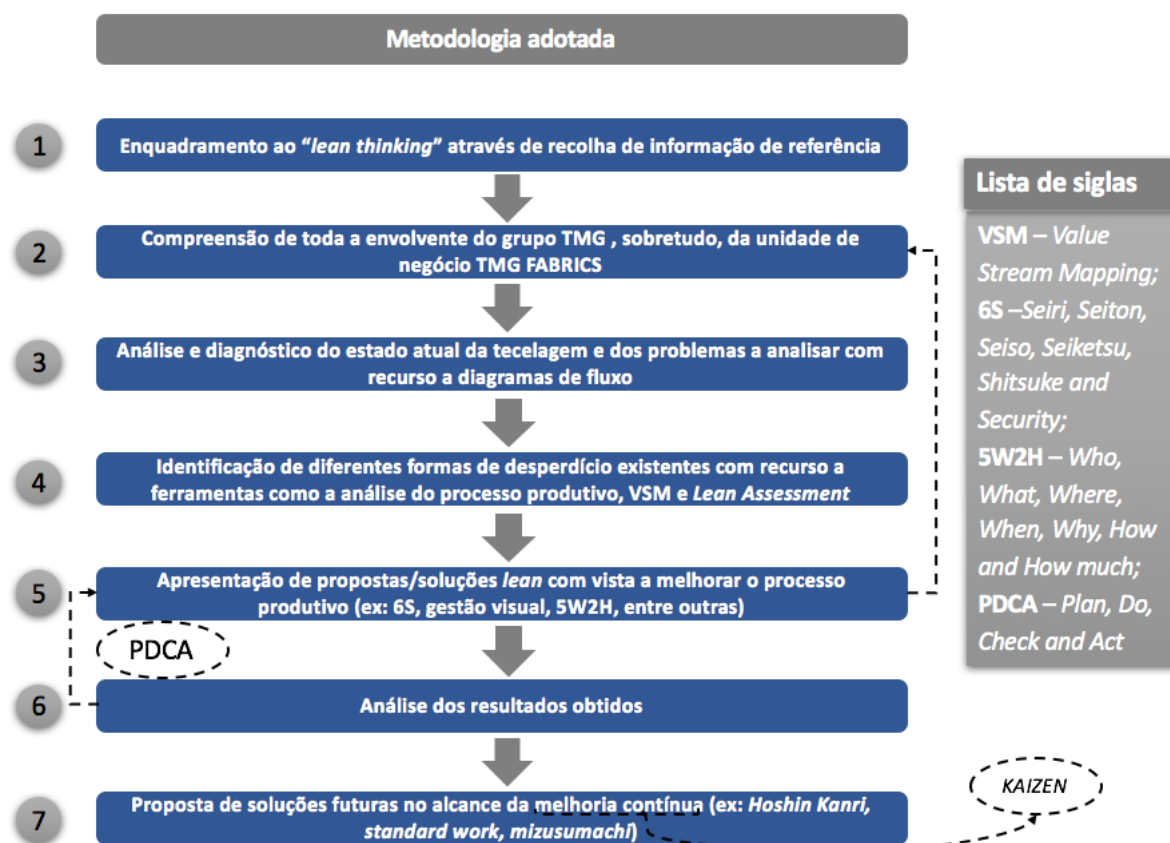 Metodologia adotada
1
Enquadramento ao “lean thinking” através de recolha de informação de referência
2
Compreensão de toda a envolvente do grupo TMG , sobretudo, da unidade de
negócio TMG FABRICS
3
Análise e diagnóstico do estado atual da tecelagem e dos problemas a analisar com
recurso a diagramas de fluxo
4
Identificação de diferentes formas de desperdício existentes com recurso a
ferramentas como a análise do processo produtivo, VSM e Lean Assessment
5
Apresentação de propostas/soluções lean com vista a melhorar o processo
produtivo (ex: 6S, gestão visual, 5W2H, entre outras)
PDCA
6
Análise dos resultados obtidos
7
Proposta de soluções futuras no alcance da melhoria contínua (ex: Hoshin Kanri,
standard work, mizusumachi)
KAIZEN
Lista de siglas
VSM – Value
Stream Mapping;
6S –Seiri, Seiton,
Seiso, Seiketsu,
Shitsuke and
Security;
5W2H – Who,
What, Where,
When, Why, How
and How much;
PDCA – Plan, Do,
Check and Act